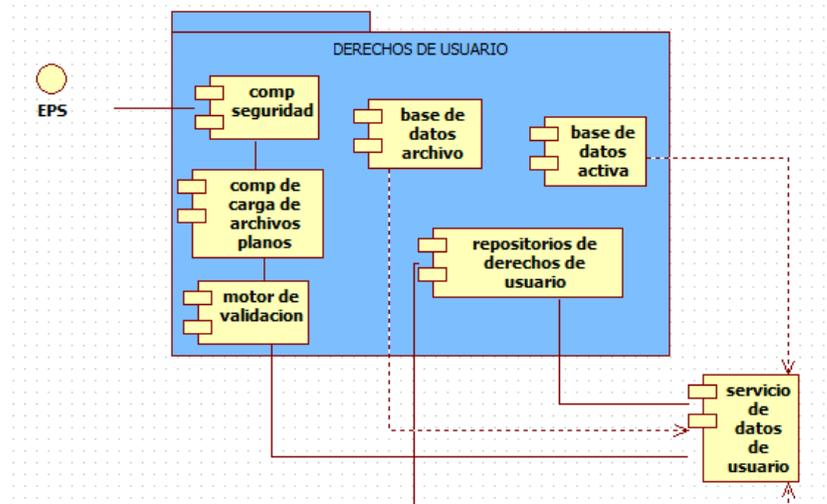 DERECHOS DE USUARIO
EPS
comp
seguridad
base de
datos
archivo
base de
datos
activa
comp de
carga de
archivos
planos
repositorios de
derechos de
usuario
motor de
validacion
servicio
de
datos
de
usuario